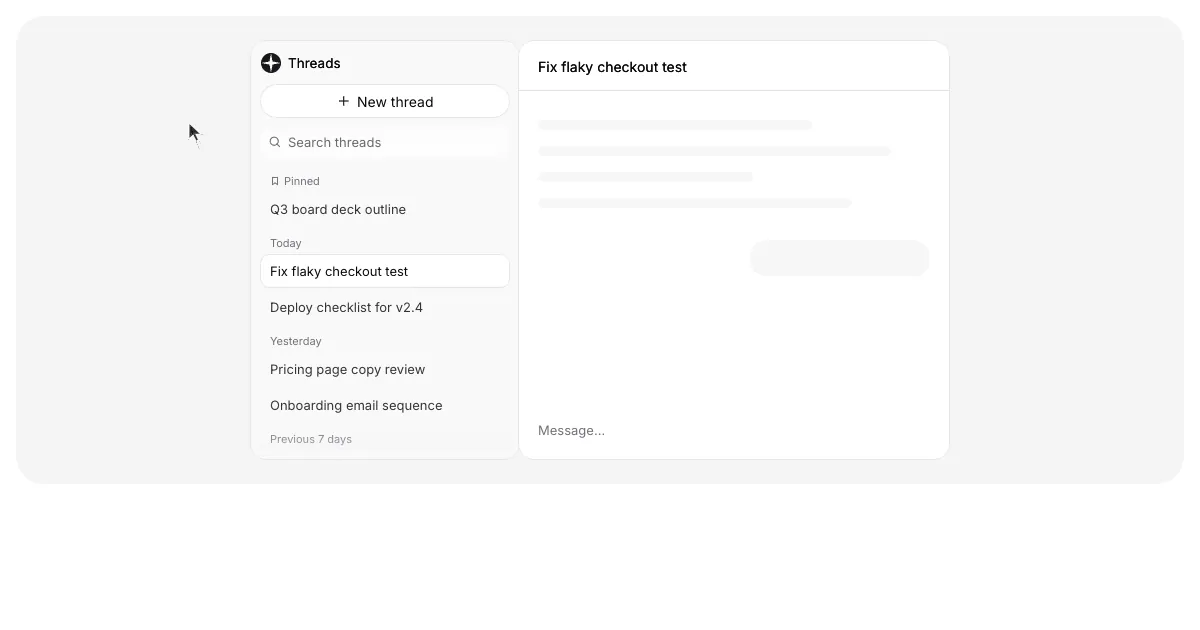 Threads
New thread
Search threads
Pinned
Q3 board deck outline
Today
Fix flaky checkout test
Deploy checklist for v2.4
Yesterday
Pricing page copy review
Onboarding email sequence
Previous 7 days
Fix flaky checkout test
Message...